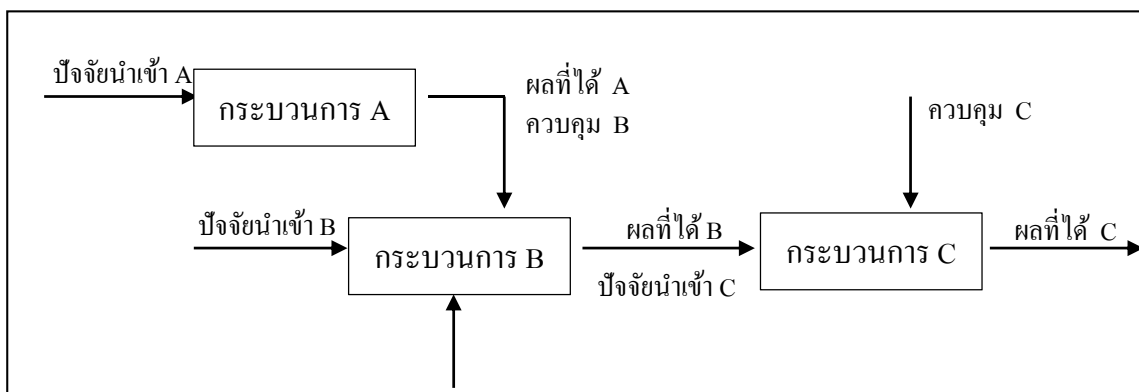 ปัจจัยนำเข้า A
กระบวนการ A
ผลที่ได้ A
ควบคุม B
ควบคุม C
ปัจจัยนำเข้า B
กระบวนการ B
ผลที่ได้ B
ปัจจัยนำเข้า C
กระบวนการ C
ผลที่ได้ C